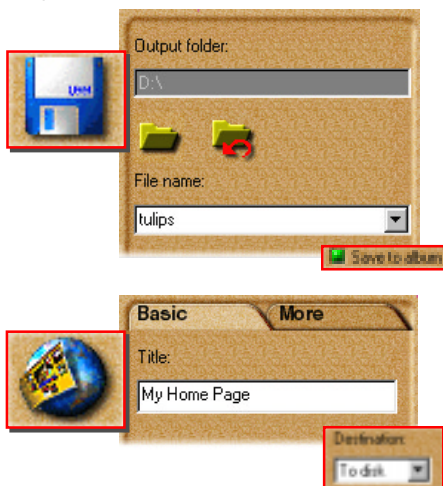 Output folder:
D:\
File name:
tulips
Save to album
Basic
More
Title:
My Home Page
Destination:
To disk